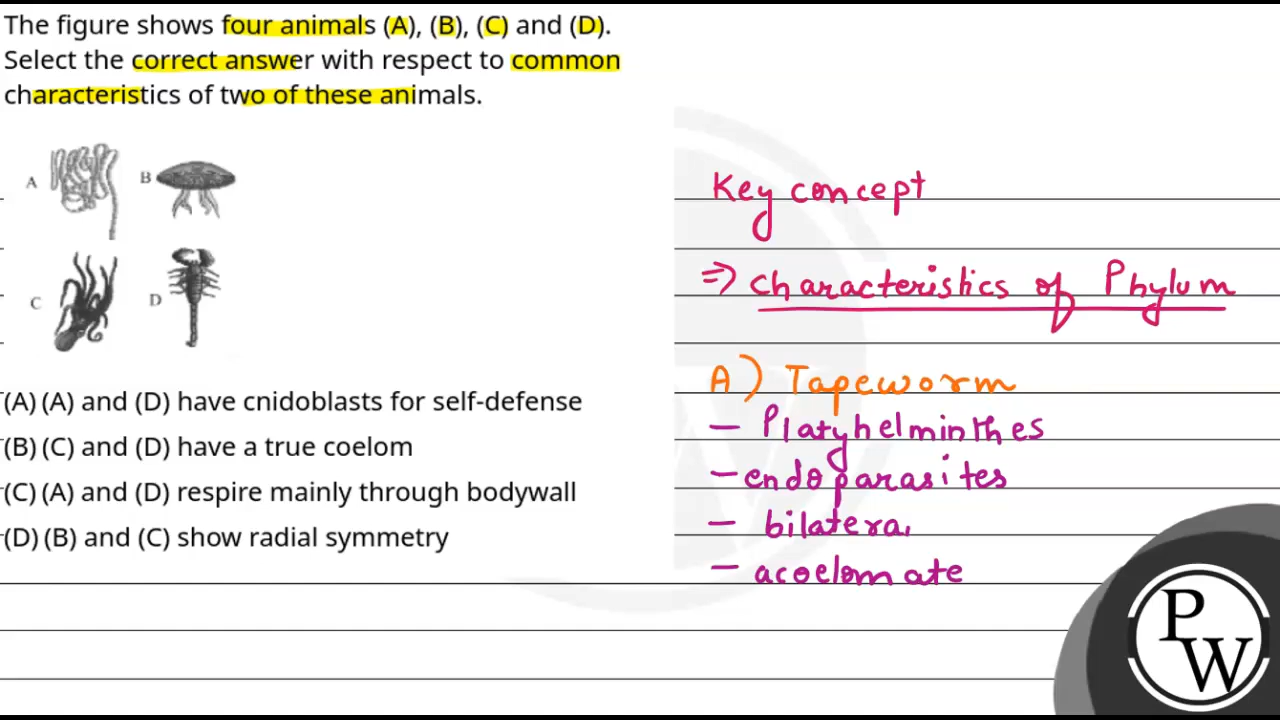 The figure shows four animals (A), (B), (C) and (D).
Select the correct answer with respect to common
characteristics of two of these animals.
A
B
C
D
(A) (A) and (D) have cnidoblasts for self-defense
(B) (C) and (D) have a true coelom
(C) (A) and (D) respire mainly through bodywall
(D) (B) and (C) show radial symmetry
Key concept
⇒ Characteristics of Phylum
A) Tapeworm
– Platyhelminthes
– endoparasites
– bilatera
– acoelomate
P
W